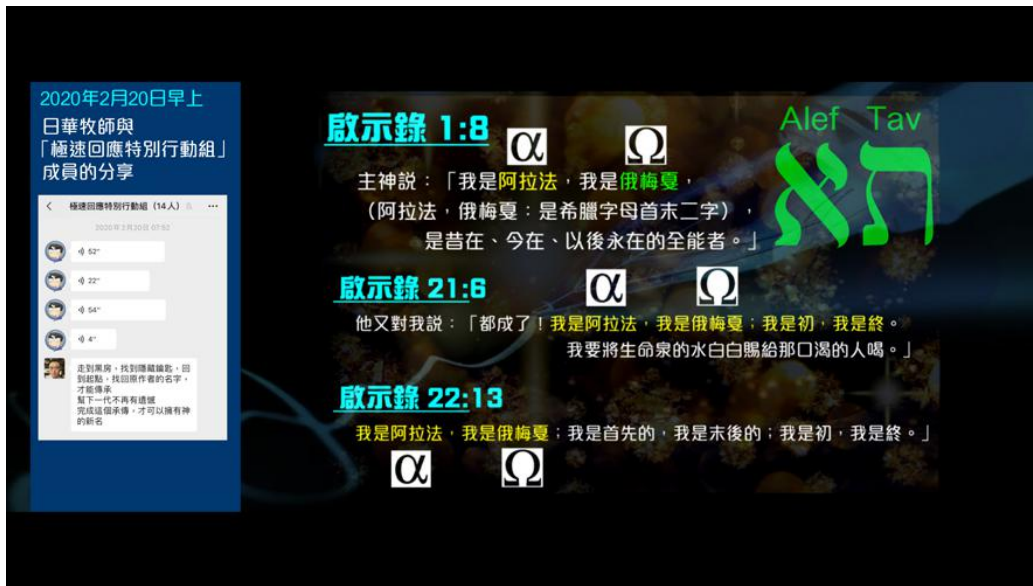 2020年2月20日早上
日華牧師與
「極速回應特別行動組」
成員的分享
極速回應特別行動組(14人)
2020年2月20日 07:52
52"
22"
54"
4"
走到黑房,找到隱藏鑰匙,回
到起點,找回原作者的名字,
才能傳承
幫下一代不再有遺憾
完成這個承傳,才可以擁有神
的新名
Alef Tav
תא
啟示錄 1:8
α Ω
主神說:「我是阿拉法,我是俄梅戛,
(阿拉法,俄梅戛:是希臘字母首末二字),
是昔在、今在、以後永在的全能者。」
啟示錄 21:6
α Ω
他又對我說:「都成了!我是阿拉法,我是俄梅戛;我是初,我是終。
我要將生命泉的水白白賜給那口渴的人喝。」
啟示錄 22:13
我是阿拉法,我是俄梅戛;我是首先的,我是末後的;我是初,我是終。」
α Ω